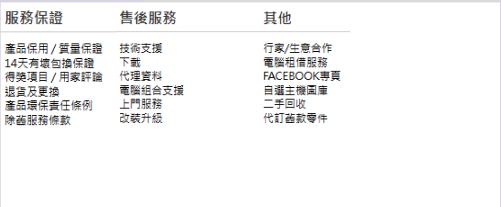 服務保證
產品保用 / 質量保證
14天有壞包換保證
得獎項目 / 用家評論
退貨及更換
產品環保責任條例
除舊服務條款
售後服務
技術支援
下載
代理資料
電腦組合支援
上門服務
改裝升級
其他
行家/生意合作
電腦租借服務
FACEBOOK專頁
自選主機圖庫
二手回收
代訂舊款零件